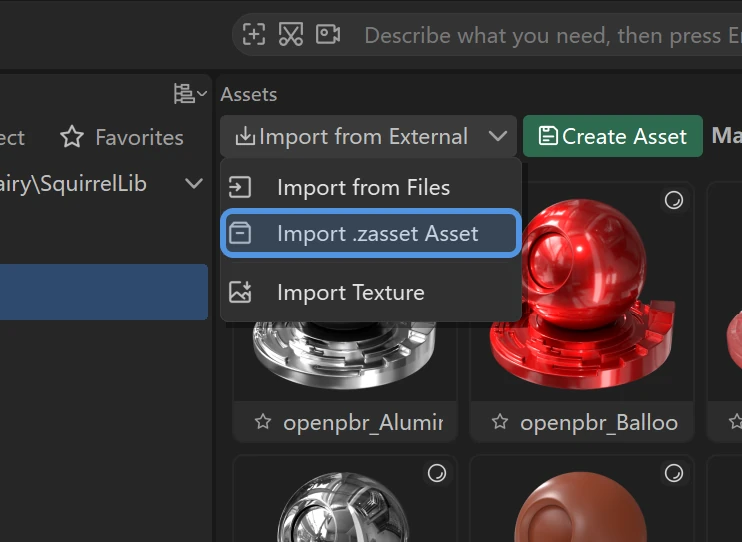 Describe what you need, then press E
Assets
ect
Favorites
Import from External
Create Asset
Ma
airy\SquirrelLib
Import from Files
Import .zasset Asset
Import Texture
openpbr_Alumir
openpbr_Balloo